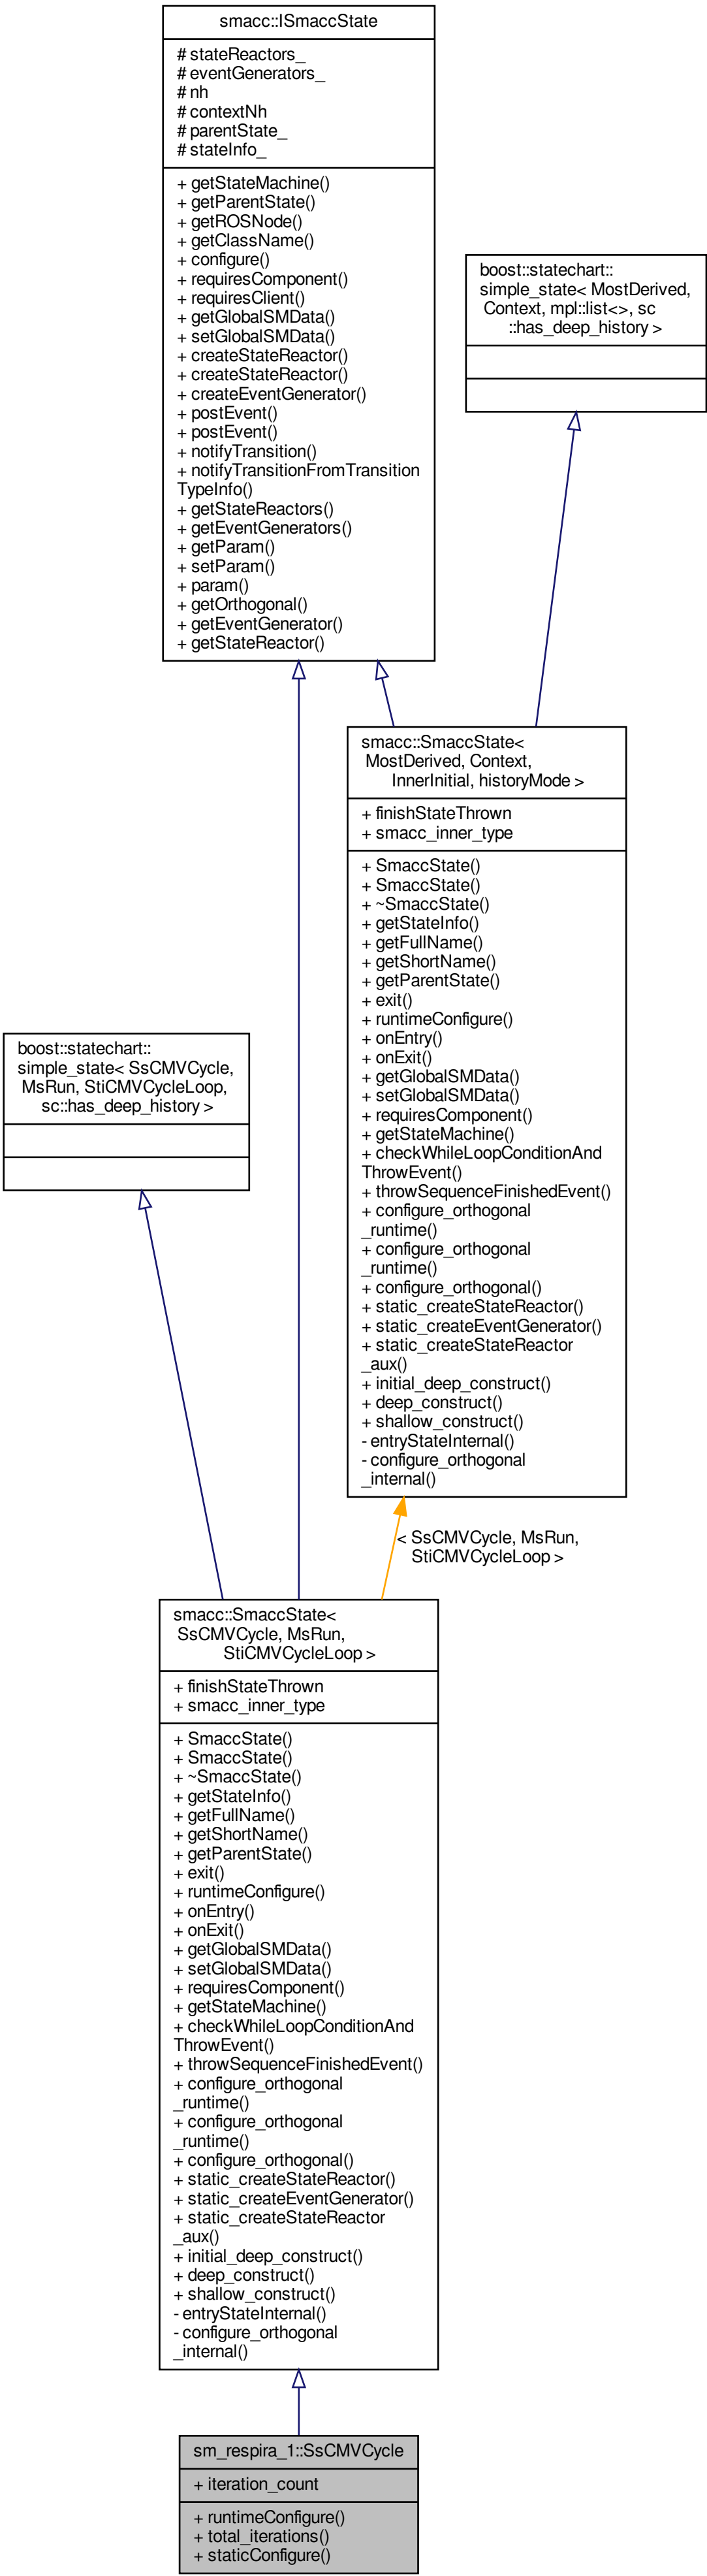 smacc::ISmaccState
# stateReactors_
# eventGenerators_
# nh
# contextNh
# parentState_
# stateInfo_
+ getStateMachine()
+ getParentState()
+ getROSNode()
+ getClassName()
+ configure()
+ requiresComponent()
+ requiresClient()
+ getGlobalSMData()
+ setGlobalSMData()
+ createStateReactor()
+ createStateReactor()
+ createEventGenerator()
+ postEvent()
+ postEvent()
+ notifyTransition()
+ notifyTransitionFromTransition
TypeInfo()
+ getStateReactors()
+ getEventGenerators()
+ getParam()
+ setParam()
+ param()
+ getOrthogonal()
+ getEventGenerator()
+ getStateReactor()
boost::statechart::
simple_state< MostDerived,
Context, mpl::list<>, sc
::has_deep_history >
smacc::SmaccState<
MostDerived, Context,
InnerInitial, historyMode >
+ finishStateThrown
+ smacc_inner_type
+ SmaccState()
+ SmaccState()
+ ~SmaccState()
+ getStateInfo()
+ getFullName()
+ getShortName()
+ getParentState()
+ exit()
+ runtimeConfigure()
+ onEntry()
+ onExit()
+ getGlobalSMData()
+ setGlobalSMData()
+ requiresComponent()
+ getStateMachine()
+ checkWhileLoopConditionAnd
ThrowEvent()
+ throwSequenceFinishedEvent()
+ configure_orthogonal
_runtime()
+ configure_orthogonal
_runtime()
+ configure_orthogonal()
+ static_createStateReactor()
+ static_createEventGenerator()
+ static_createStateReactor
_aux()
+ initial_deep_construct()
+ deep_construct()
+ shallow_construct()
- entryStateInternal()
- configure_orthogonal
_internal()
boost::statechart::
simple_state< SsCMVCycle,
MsRun, StiCMVCycleLoop,
sc::has_deep_history >
< SsCMVCycle, MsRun,
StiCMVCycleLoop >
smacc::SmaccState<
SsCMVCycle, MsRun,
StiCMVCycleLoop >
+ finishStateThrown
+ smacc_inner_type
+ SmaccState()
+ SmaccState()
+ ~SmaccState()
+ getStateInfo()
+ getFullName()
+ getShortName()
+ getParentState()
+ exit()
+ runtimeConfigure()
+ onEntry()
+ onExit()
+ getGlobalSMData()
+ setGlobalSMData()
+ requiresComponent()
+ getStateMachine()
+ checkWhileLoopConditionAnd
ThrowEvent()
+ throwSequenceFinishedEvent()
+ configure_orthogonal
_runtime()
+ configure_orthogonal
_runtime()
+ configure_orthogonal()
+ static_createStateReactor()
+ static_createEventGenerator()
+ static_createStateReactor
_aux()
+ initial_deep_construct()
+ deep_construct()
+ shallow_construct()
- entryStateInternal()
- configure_orthogonal
_internal()
sm_respira_1::SsCMVCycle
+ iteration_count
+ runtimeConfigure()
+ total_iterations()
+ staticConfigure()